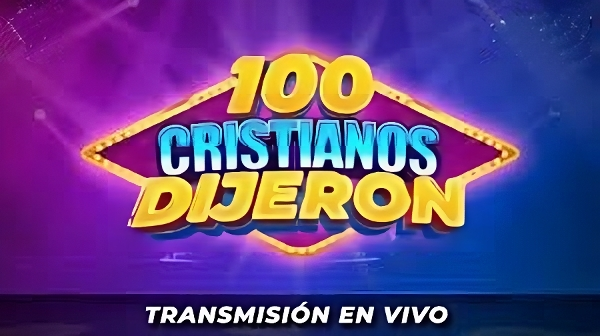 100
CRISTIANOS
DIJERON
TRANSMISIÓN EN VIVO